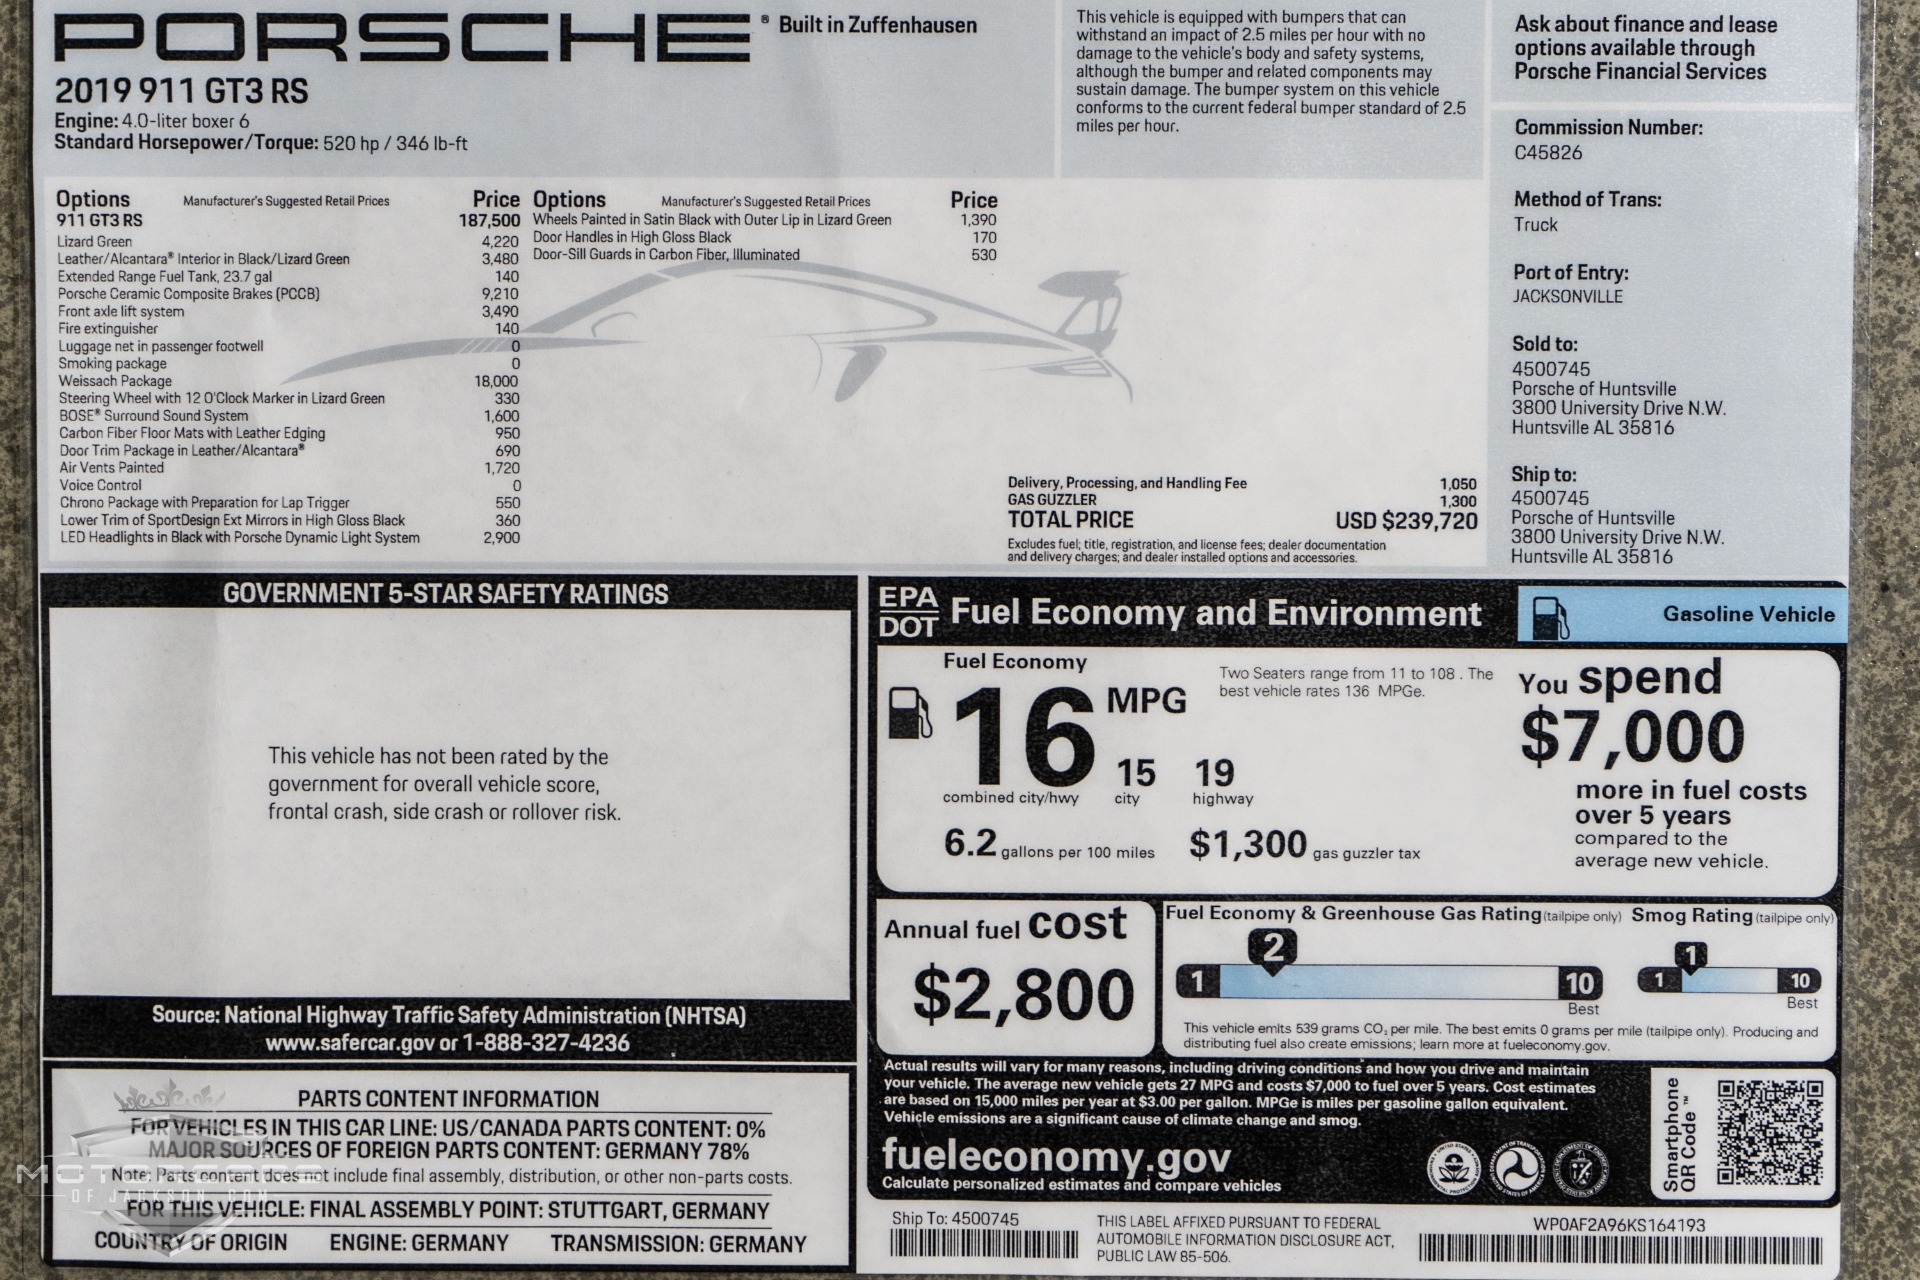 PORSCHE® Built in Zuffenhausen
2019 911 GT3 RS
Engine: 4.0-liter boxer 6
Standard Horsepower/Torque: 520 hp / 346 lb-ft
This vehicle is equipped with bumpers that can
withstand an impact of 2.5 miles per hour with no
damage to the vehicle's body and safety systems,
although the bumper and related components may
sustain damage. The bumper system on this vehicle
conforms to the current federal bumper standard of 2.5
miles per hour.
Ask about finance and lease
options available through
Porsche Financial Services
Commission Number:
C45826
Method of Trans:
Truck
Port of Entry:
JACKSONVILLE
Sold to:
4500745
Porsche of Huntsville
3800 University Drive N.W.
Huntsville AL 35816
Ship to:
4500745
Porsche of Huntsville
3800 University Drive N.W.
Huntsville AL 35816
Options Manufacturer's Suggested Retail Prices Price
911 GT3 RS 187,500
Lizard Green 4,220
Leather/Alcantara® Interior in Black/Lizard Green 3,480
Extended Range Fuel Tank, 23.7 gal 140
Porsche Ceramic Composite Brakes (PCCB) 9,210
Front axle lift system 3,490
Fire extinguisher 140
Luggage net in passenger footwell 0
Smoking package 0
Weissach Package 18,000
Steering Wheel with 12 O'Clock Marker in Lizard Green 330
BOSE® Surround Sound System 1,600
Carbon Fiber Floor Mats with Leather Edging 950
Door Trim Package in Leather/Alcantara® 690
Air Vents Painted 1,720
Voice Control 0
Chrono Package with Preparation for Lap Trigger 550
Lower Trim of SportDesign Ext Mirrors in High Gloss Black 360
LED Headlights in Black with Porsche Dynamic Light System 2,900
Options Manufacturer's Suggested Retail Prices Price
Wheels Painted in Satin Black with Outer Lip in Lizard Green 1,390
Door Handles in High Gloss Black 170
Door-Sill Guards in Carbon Fiber, Illuminated 530
Delivery, Processing, and Handling Fee 1,050
GAS GUZZLER 1,300
TOTAL PRICE USD $239,720
Excludes fuel; title, registration, and license fees; dealer documentation
and delivery charges; and dealer installed options and accessories.
GOVERNMENT 5-STAR SAFETY RATINGS
This vehicle has not been rated by the
government for overall vehicle score,
frontal crash, side crash or rollover risk.
Source: National Highway Traffic Safety Administration (NHTSA)
www.safercar.gov or 1-888-327-4236
PARTS CONTENT INFORMATION
FOR VEHICLES IN THIS CAR LINE: US/CANADA PARTS CONTENT: 0%
MAJOR SOURCES OF FOREIGN PARTS CONTENT: GERMANY 78%
Note: Parts content does not include final assembly, distribution, or other non-parts costs.
FOR THIS VEHICLE: FINAL ASSEMBLY POINT: STUTTGART, GERMANY
COUNTRY OF ORIGIN ENGINE: GERMANY TRANSMISSION: GERMANY
MOTORCARS
OF JACKSON.COM
EPA
DOT
Fuel Economy and Environment
Gasoline Vehicle
Fuel Economy
16 MPG
combined city/hwy
15
city
19
highway
6.2 gallons per 100 miles
$1,300 gas guzzler tax
Two Seaters range from 11 to 108 . The
best vehicle rates 136 MPGe.
You spend
$7,000
more in fuel costs
over 5 years
compared to the
average new vehicle.
Annual fuel cost
$2,800
Fuel Economy & Greenhouse Gas Rating (tailpipe only)
2
1 10
Best
Smog Rating (tailpipe only)
1
1 10
Best
This vehicle emits 539 grams CO₂ per mile. The best emits 0 grams per mile (tailpipe only). Producing and
distributing fuel also create emissions; learn more at fueleconomy.gov.
Actual results will vary for many reasons, including driving conditions and how you drive and maintain
your vehicle. The average new vehicle gets 27 MPG and costs $7,000 to fuel over 5 years. Cost estimates
are based on 15,000 miles per year at $3.00 per gallon. MPGe is miles per gasoline gallon equivalent.
Vehicle emissions are a significant cause of climate change and smog.
fueleconomy.gov
Calculate personalized estimates and compare vehicles
Smartphone
QR Code™
Ship To: 4500745
THIS LABEL AFFIXED PURSUANT TO FEDERAL
AUTOMOBILE INFORMATION DISCLOSURE ACT,
PUBLIC LAW 85-506.
WP0AF2A96KS164193